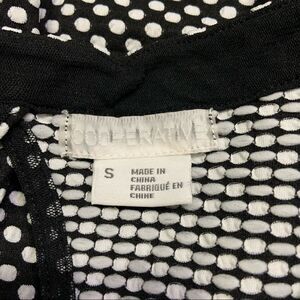 COOPERATIVE
S
MADE IN
CHINA
FABRIQUÉ EN
CHINE